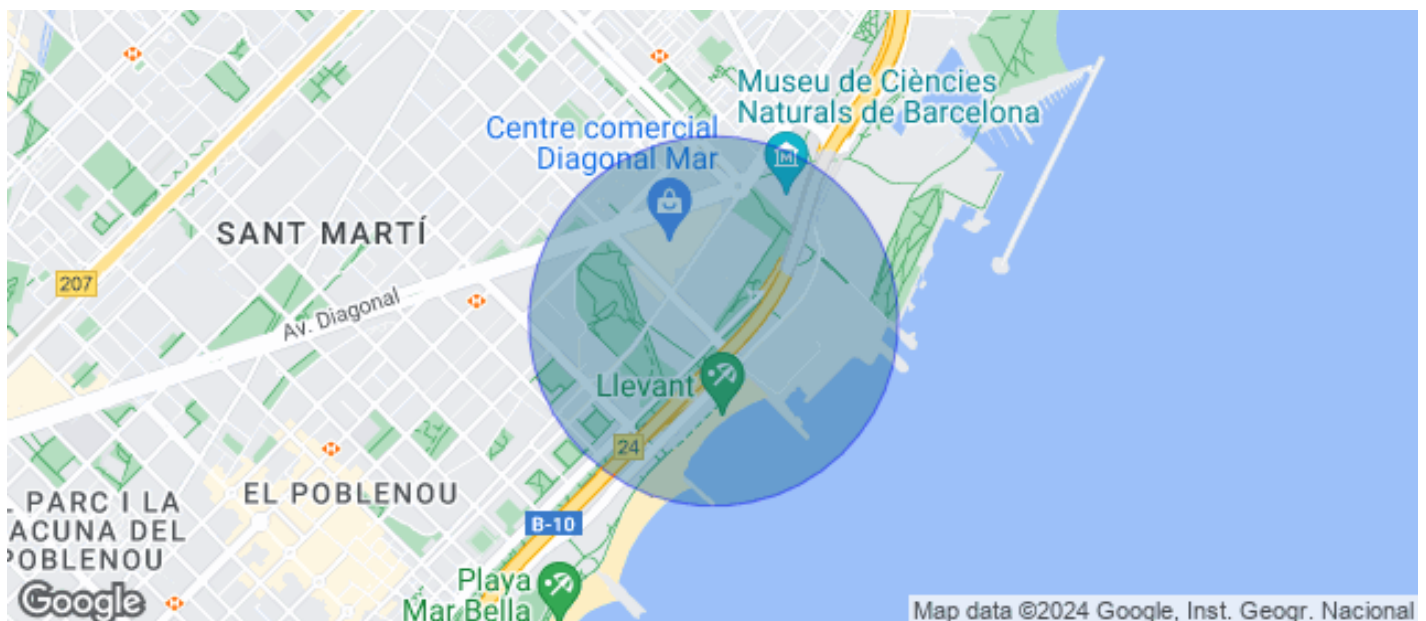 Museu de Ciències
Naturals de Barcelona
Centre comercial
Diagonal Mar
SANT MARTÍ
207
Av. Diagonal
Llevant
24
EL POBLENOU
PARC I LA
ACUNA DEL
POBLENOU
B-10
Playa
Mar Bella
Google
Map data ©2024 Google, Inst. Geogr. Nacional